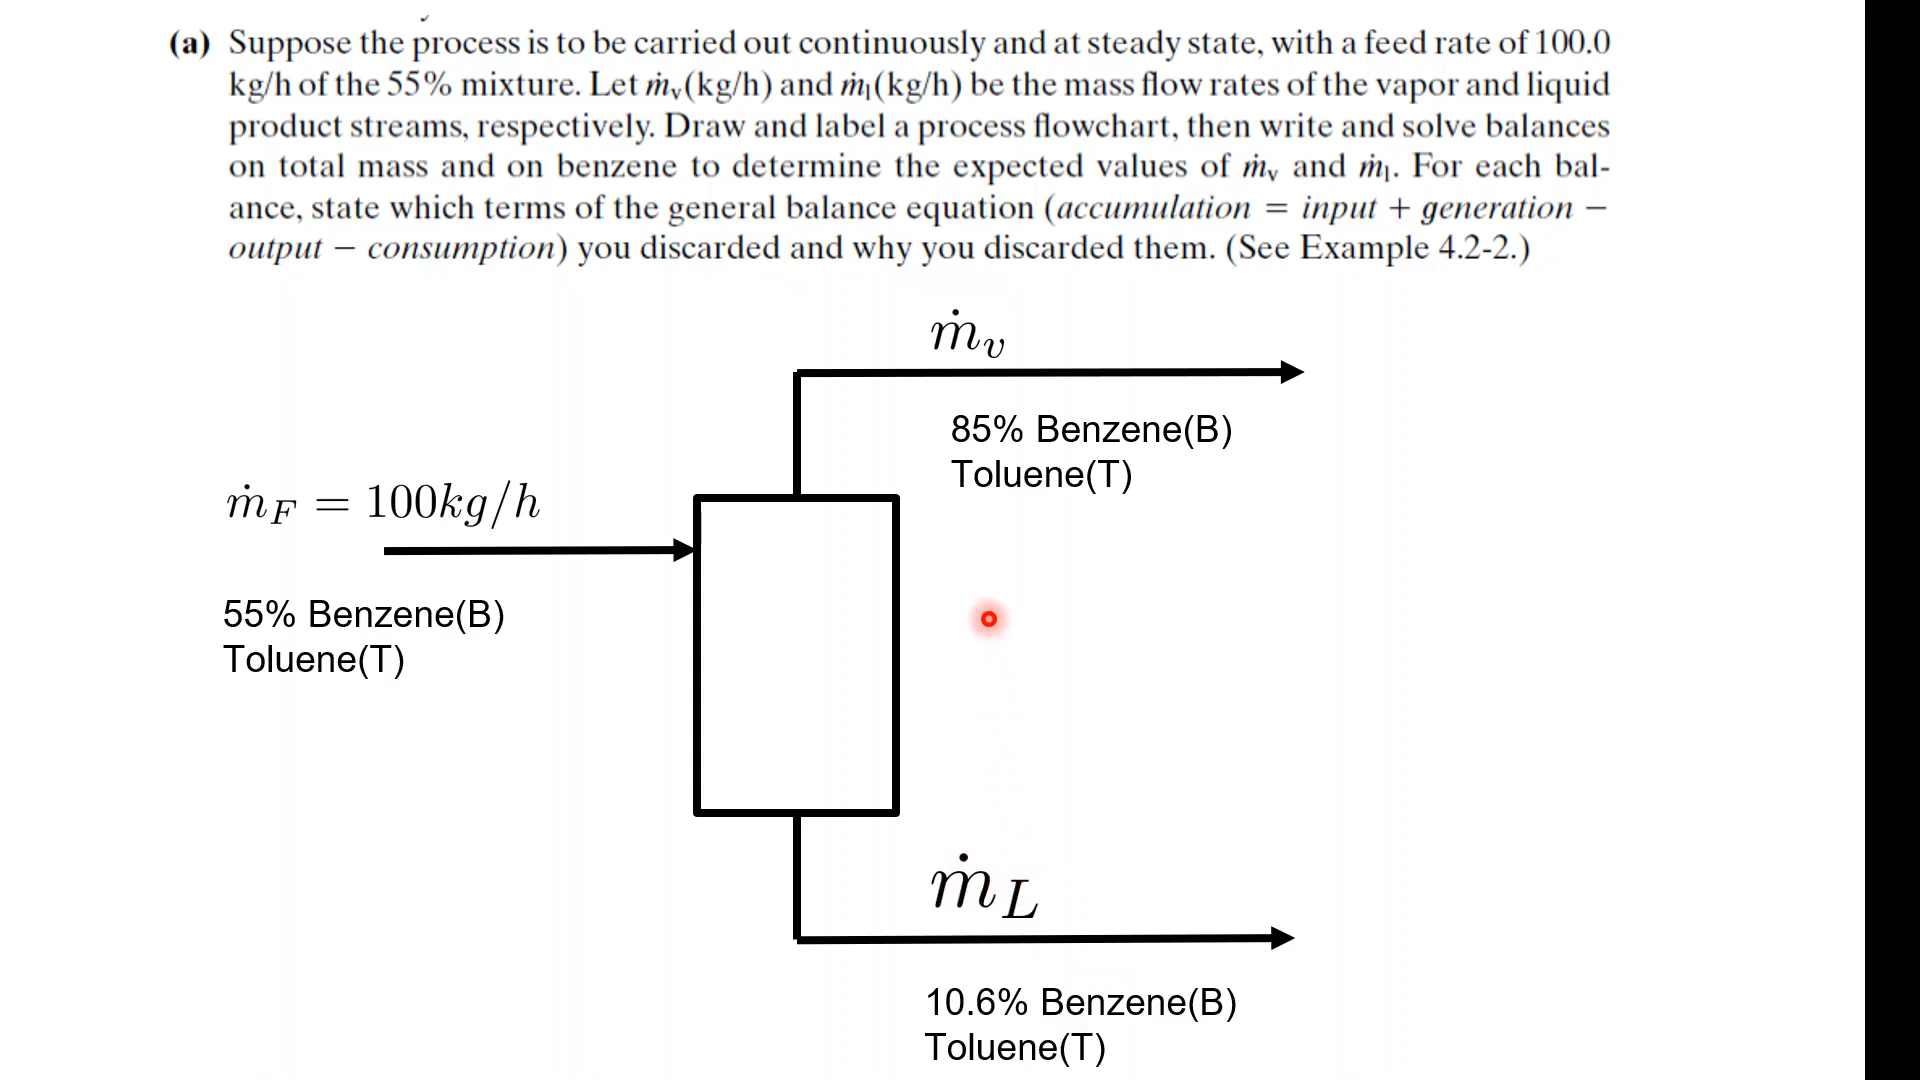 (a) Suppose the process is to be carried out continuously and at steady state, with a feed rate of 100.0
kg/h of the 55% mixture. Let ṁᵥ(kg/h) and ṁₗ(kg/h) be the mass flow rates of the vapor and liquid
product streams, respectively. Draw and label a process flowchart, then write and solve balances
on total mass and on benzene to determine the expected values of ṁᵥ and ṁₗ. For each bal-
ance, state which terms of the general balance equation (accumulation = input + generation −
output − consumption) you discarded and why you discarded them. (See Example 4.2-2.)
ṁᵥ
85% Benzene(B)
Toluene(T)
ṁF = 100kg/h
55% Benzene(B)
Toluene(T)
ṁL
10.6% Benzene(B)
Toluene(T)